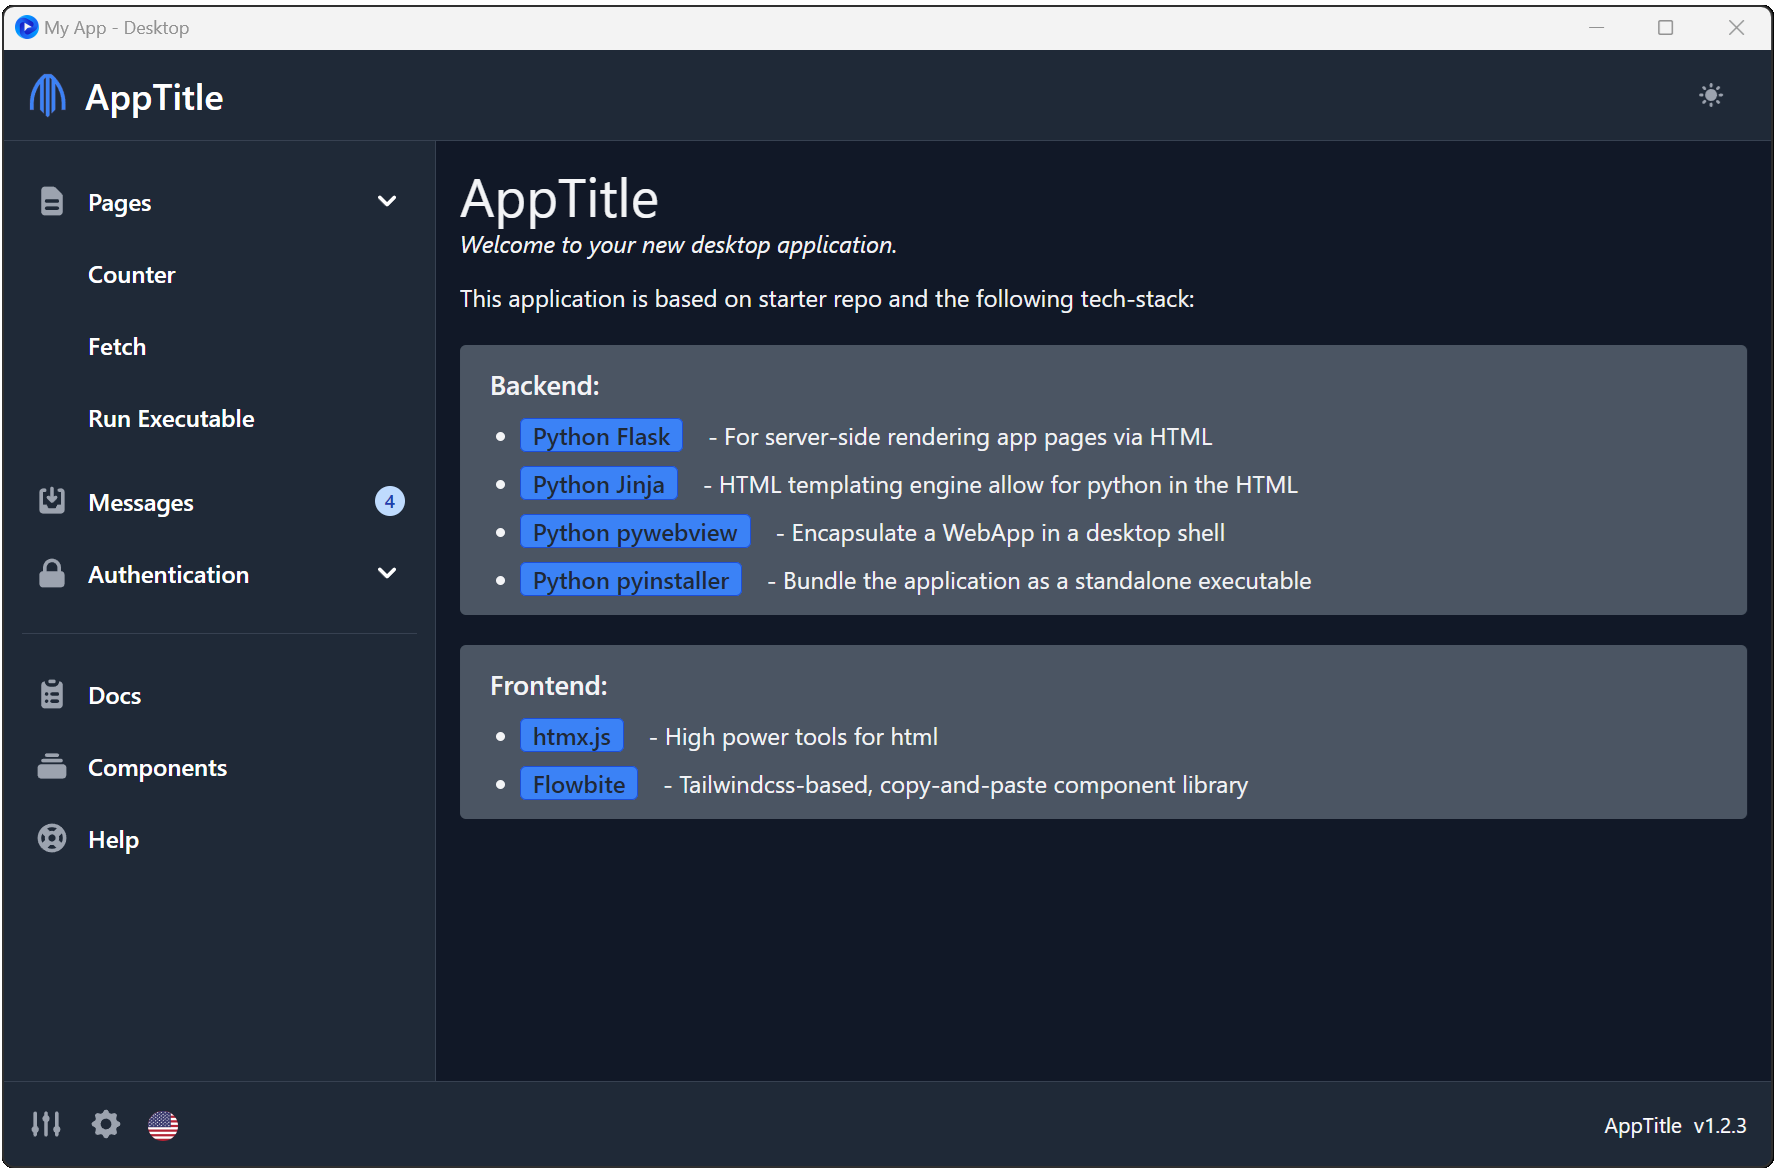 My App - Desktop
AppTitle
Pages
Counter
Fetch
Run Executable
Messages 4
Authentication
Docs
Components
Help
AppTitle
Welcome to your new desktop application.
This application is based on starter repo and the following tech-stack:
Backend:
Python Flask - For server-side rendering app pages via HTML
Python Jinja - HTML templating engine allow for python in the HTML
Python pywebview - Encapsulate a WebApp in a desktop shell
Python pyinstaller - Bundle the application as a standalone executable
Frontend:
htmx.js - High power tools for html
Flowbite - Tailwindcss-based, copy-and-paste component library
AppTitle v1.2.3